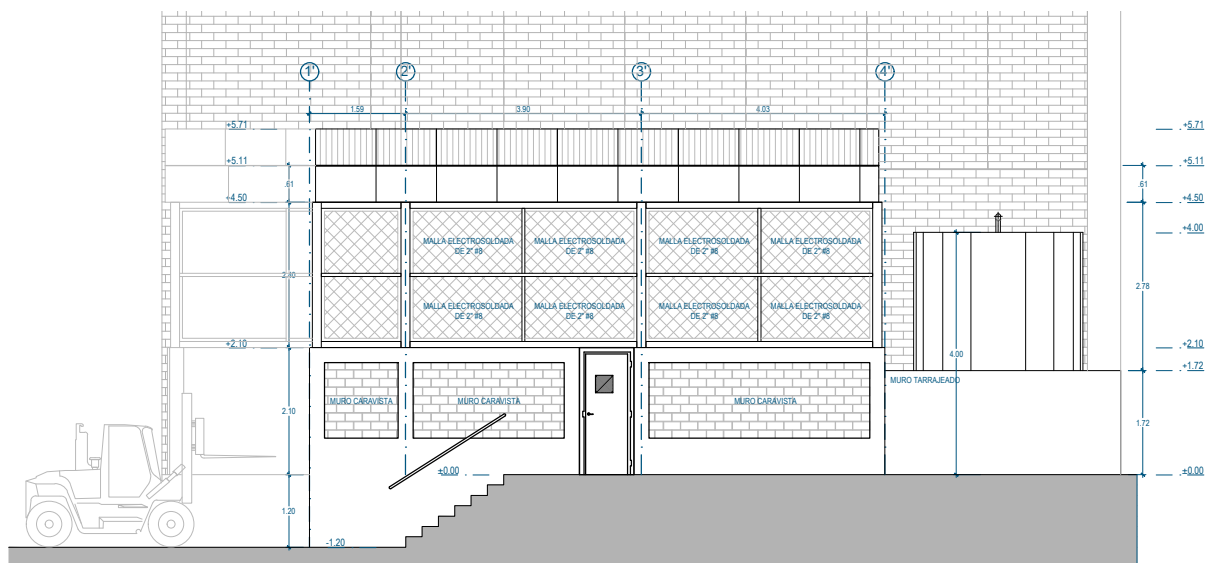 1' 2' 3' 4'
1.59 3.90 4.03
+5.71 +5.71
+5.11 +5.11
.61 .61
+4.50 +4.50
+4.00
MALLA ELECTROSOLDADA MALLA ELECTROSOLDADA MALLA ELECTROSOLDADA MALLA ELECTROSOLDADA
DE 2" #8 DE 2" #8 DE 2" #8 DE 2" #8
2.40 2.78
MALLA ELECTROSOLDADA MALLA ELECTROSOLDADA MALLA ELECTROSOLDADA MALLA ELECTROSOLDADA
DE 2" #8 DE 2" #8 DE 2" #8 DE 2" #8
+2.10 +2.10
4.00
+1.72
MURO TARRAJEADO
MURO CARAVISTA MURO CARAVISTA MURO CARAVISTA
2.10 1.72
±0.00 ±0.00
1.20
-1.20